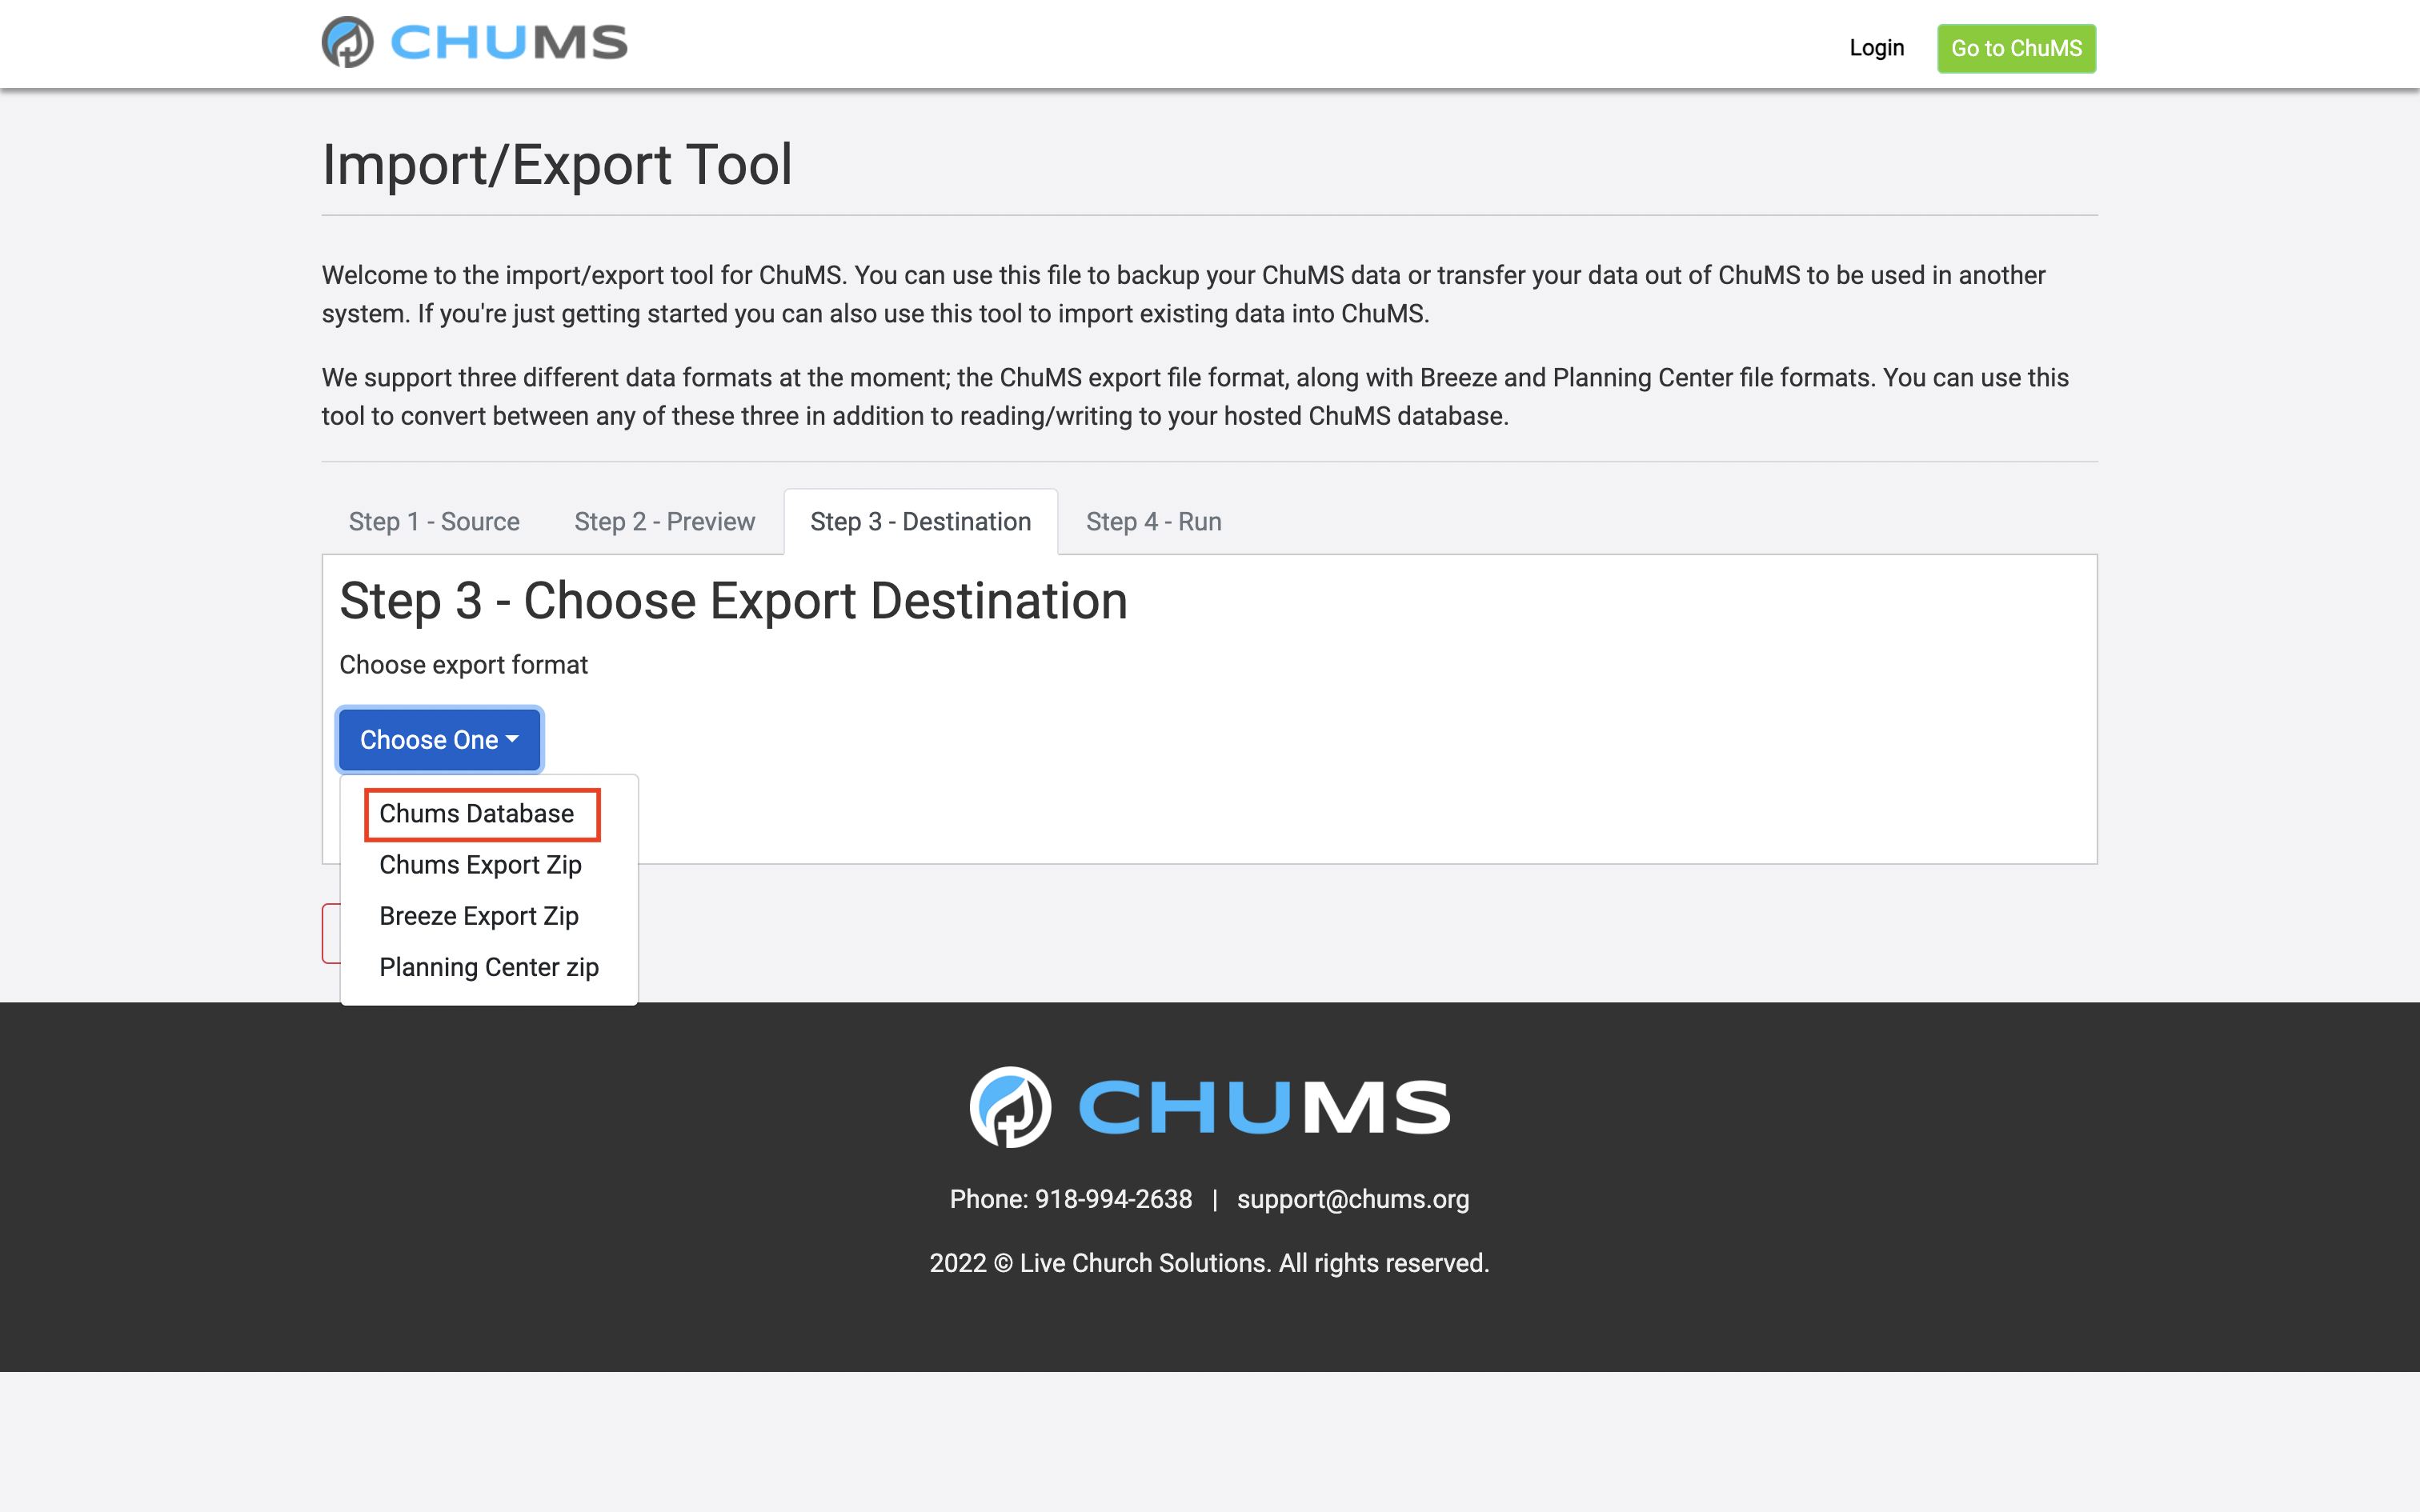 CHUMS
Login
Go to ChuMS
Import/Export Tool
Welcome to the import/export tool for ChuMS. You can use this file to backup your ChuMS data or transfer your data out of ChuMS to be used in another
system. If you're just getting started you can also use this tool to import existing data into ChuMS.
We support three different data formats at the moment; the ChuMS export file format, along with Breeze and Planning Center file formats. You can use this
tool to convert between any of these three in addition to reading/writing to your hosted ChuMS database.
Step 1 - Source
Step 2 - Preview
Step 3 - Destination
Step 4 - Run
Step 3 - Choose Export Destination
Choose export format
Choose One
Chums Database
Chums Export Zip
Breeze Export Zip
Planning Center zip
CHUMS
Phone: 918-994-2638 | support@chums.org
2022 © Live Church Solutions. All rights reserved.